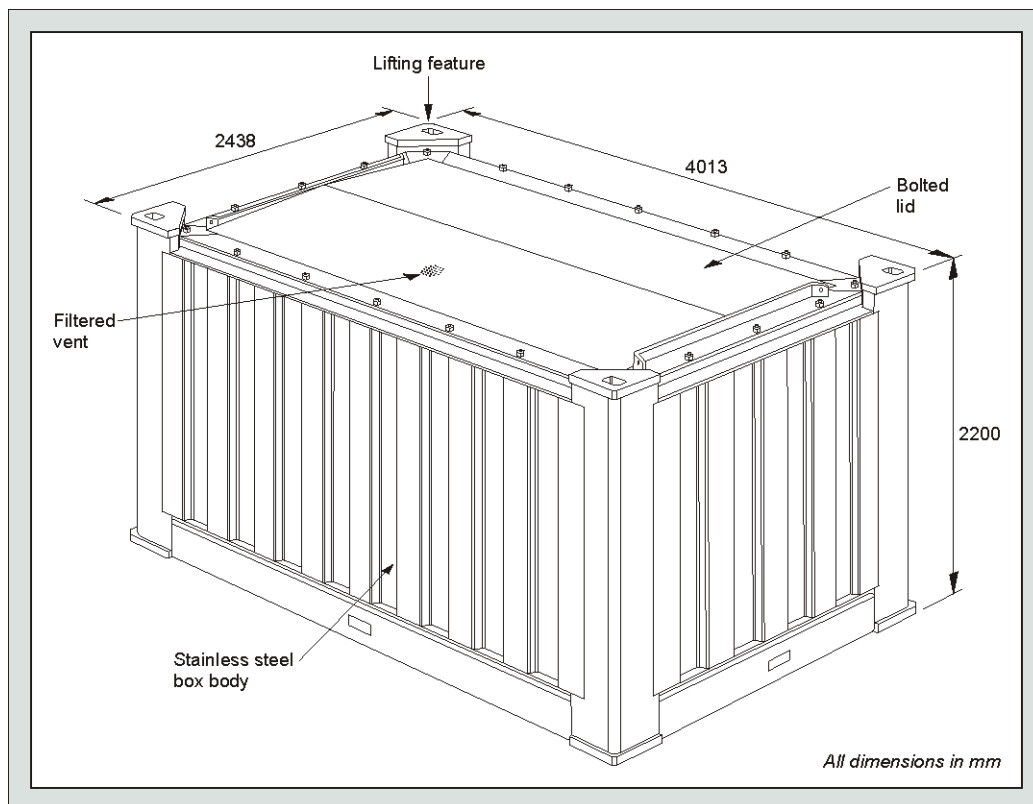 Lifting feature
2438
4013
Bolted
lid
Filtered
vent
2200
Stainless steel
box body
All dimensions in mm